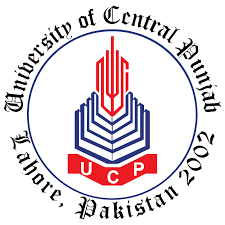 University of Central Punjab
UCP
Lahore, Pakistan 2002